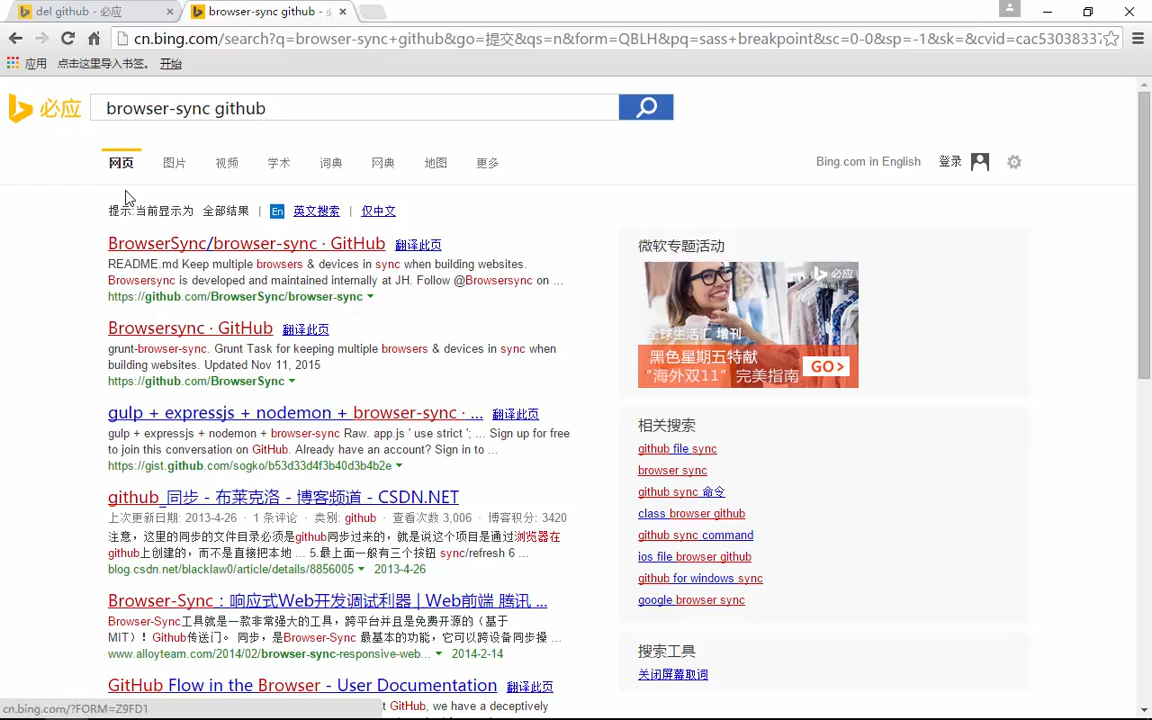 del github - 必应
browser-sync github - 
cn.bing.com/search?q=browser-sync+github&go=提交&qs=n&form=QBLH&pq=sass+breakpoint&sc=0-0&sp=-1&sk=&cvid=cac53038337
应用 点击这里导入书签。 开始
必应 browser-sync github
网页 图片 视频 学术 词典 网典 地图 更多 Bing.com in English 登录
提示:当前显示为 全部结果 | En 英文搜索 | 仅中文
BrowserSync/browser-sync · GitHub 翻译此页
README.md Keep multiple browsers & devices in sync when building websites.
Browsersync is developed and maintained internally at JH. Follow @Browsersync on ...
https://github.com/BrowserSync/browser-sync
Browsersync · GitHub 翻译此页
grunt-browser-sync. Grunt Task for keeping multiple browsers & devices in sync when
building websites. Updated Nov 11, 2015
https://github.com/BrowserSync
gulp + expressjs + nodemon + browser-sync · ... 翻译此页
gulp + expressjs + nodemon + browser-sync Raw. app.js ' use strict '; ... Sign up for free
to join this conversation on GitHub. Already have an account? Sign in to ...
https://gist.github.com/sogko/b53d33d4f3b40d3b4b2e
github_同步 - 布莱克洛 - 博客频道 - CSDN.NET
上次更新日期: 2013-4-26 · 1 条评论 · 类别: github · 查看次数 3,006 · 博客积分: 3420
注意，这里的同步的文件目录必须是github同步过来的，就是说这个项目是通过浏览器在
github上创建的，而不是直接把本地 ... 5.最上面一般有三个按钮 sync/refresh 6 ...
blog.csdn.net/blacklaw0/article/details/8856005 2013-4-26
Browser-Sync：响应式Web开发调试利器 | Web前端 腾讯 ...
Browser-Sync工具就是一款非常强大的工具，跨平台并且是免费开源的（基于
MIT）！Github传送门。 同步，是Browser-Sync 最基本的功能，它可以跨设备同步操 ...
www.alloyteam.com/2014/02/browser-sync-responsive-web... 2014-2-14
GitHub Flow in the Browser - User Documentation 翻译此页
at GitHub, we have a deceptively
微软专题活动
必应
全球生活汇 增刊
黑色星期五特献
"海外双11" 完美指南 GO>
相关搜索
github file sync
browser sync
github sync 命令
class browser github
github sync command
ios file browser github
github for windows sync
google browser sync
搜索工具
关闭屏幕取词
cn.bing.com/?FORM=Z9FD1